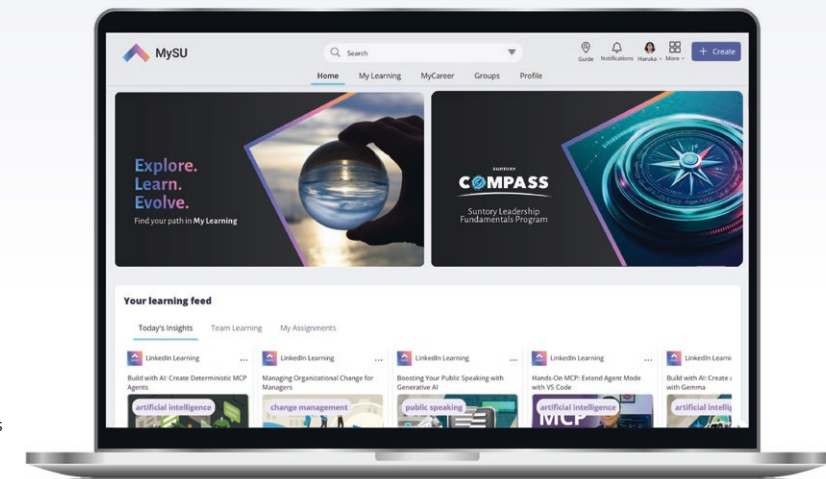 MySU
Search
Guide
Notifications
Haruka
More
+ Create
Home
My Learning
MyCareer
Groups
Profile
Explore.
Learn.
Evolve.
Find your path in My Learning
SUNTORY
COMPASS
Suntory Leadership
Fundamentals Program
Your learning feed
Today's Insights
Team Learning
My Assignments
LinkedIn Learning
Build with AI: Create Deterministic MCP
Agents
artificial intelligence
LinkedIn Learning
Managing Organizational Change for
Managers
change management
LinkedIn Learning
Boosting Your Public Speaking with
Generative AI
public speaking
LinkedIn Learning
Hands-On MCP: Extend Agent Mode
with VS Code
artificial intelligence
MCP
LinkedIn Learni
Build with AI: Create
with Gemma
artificial intellig
s